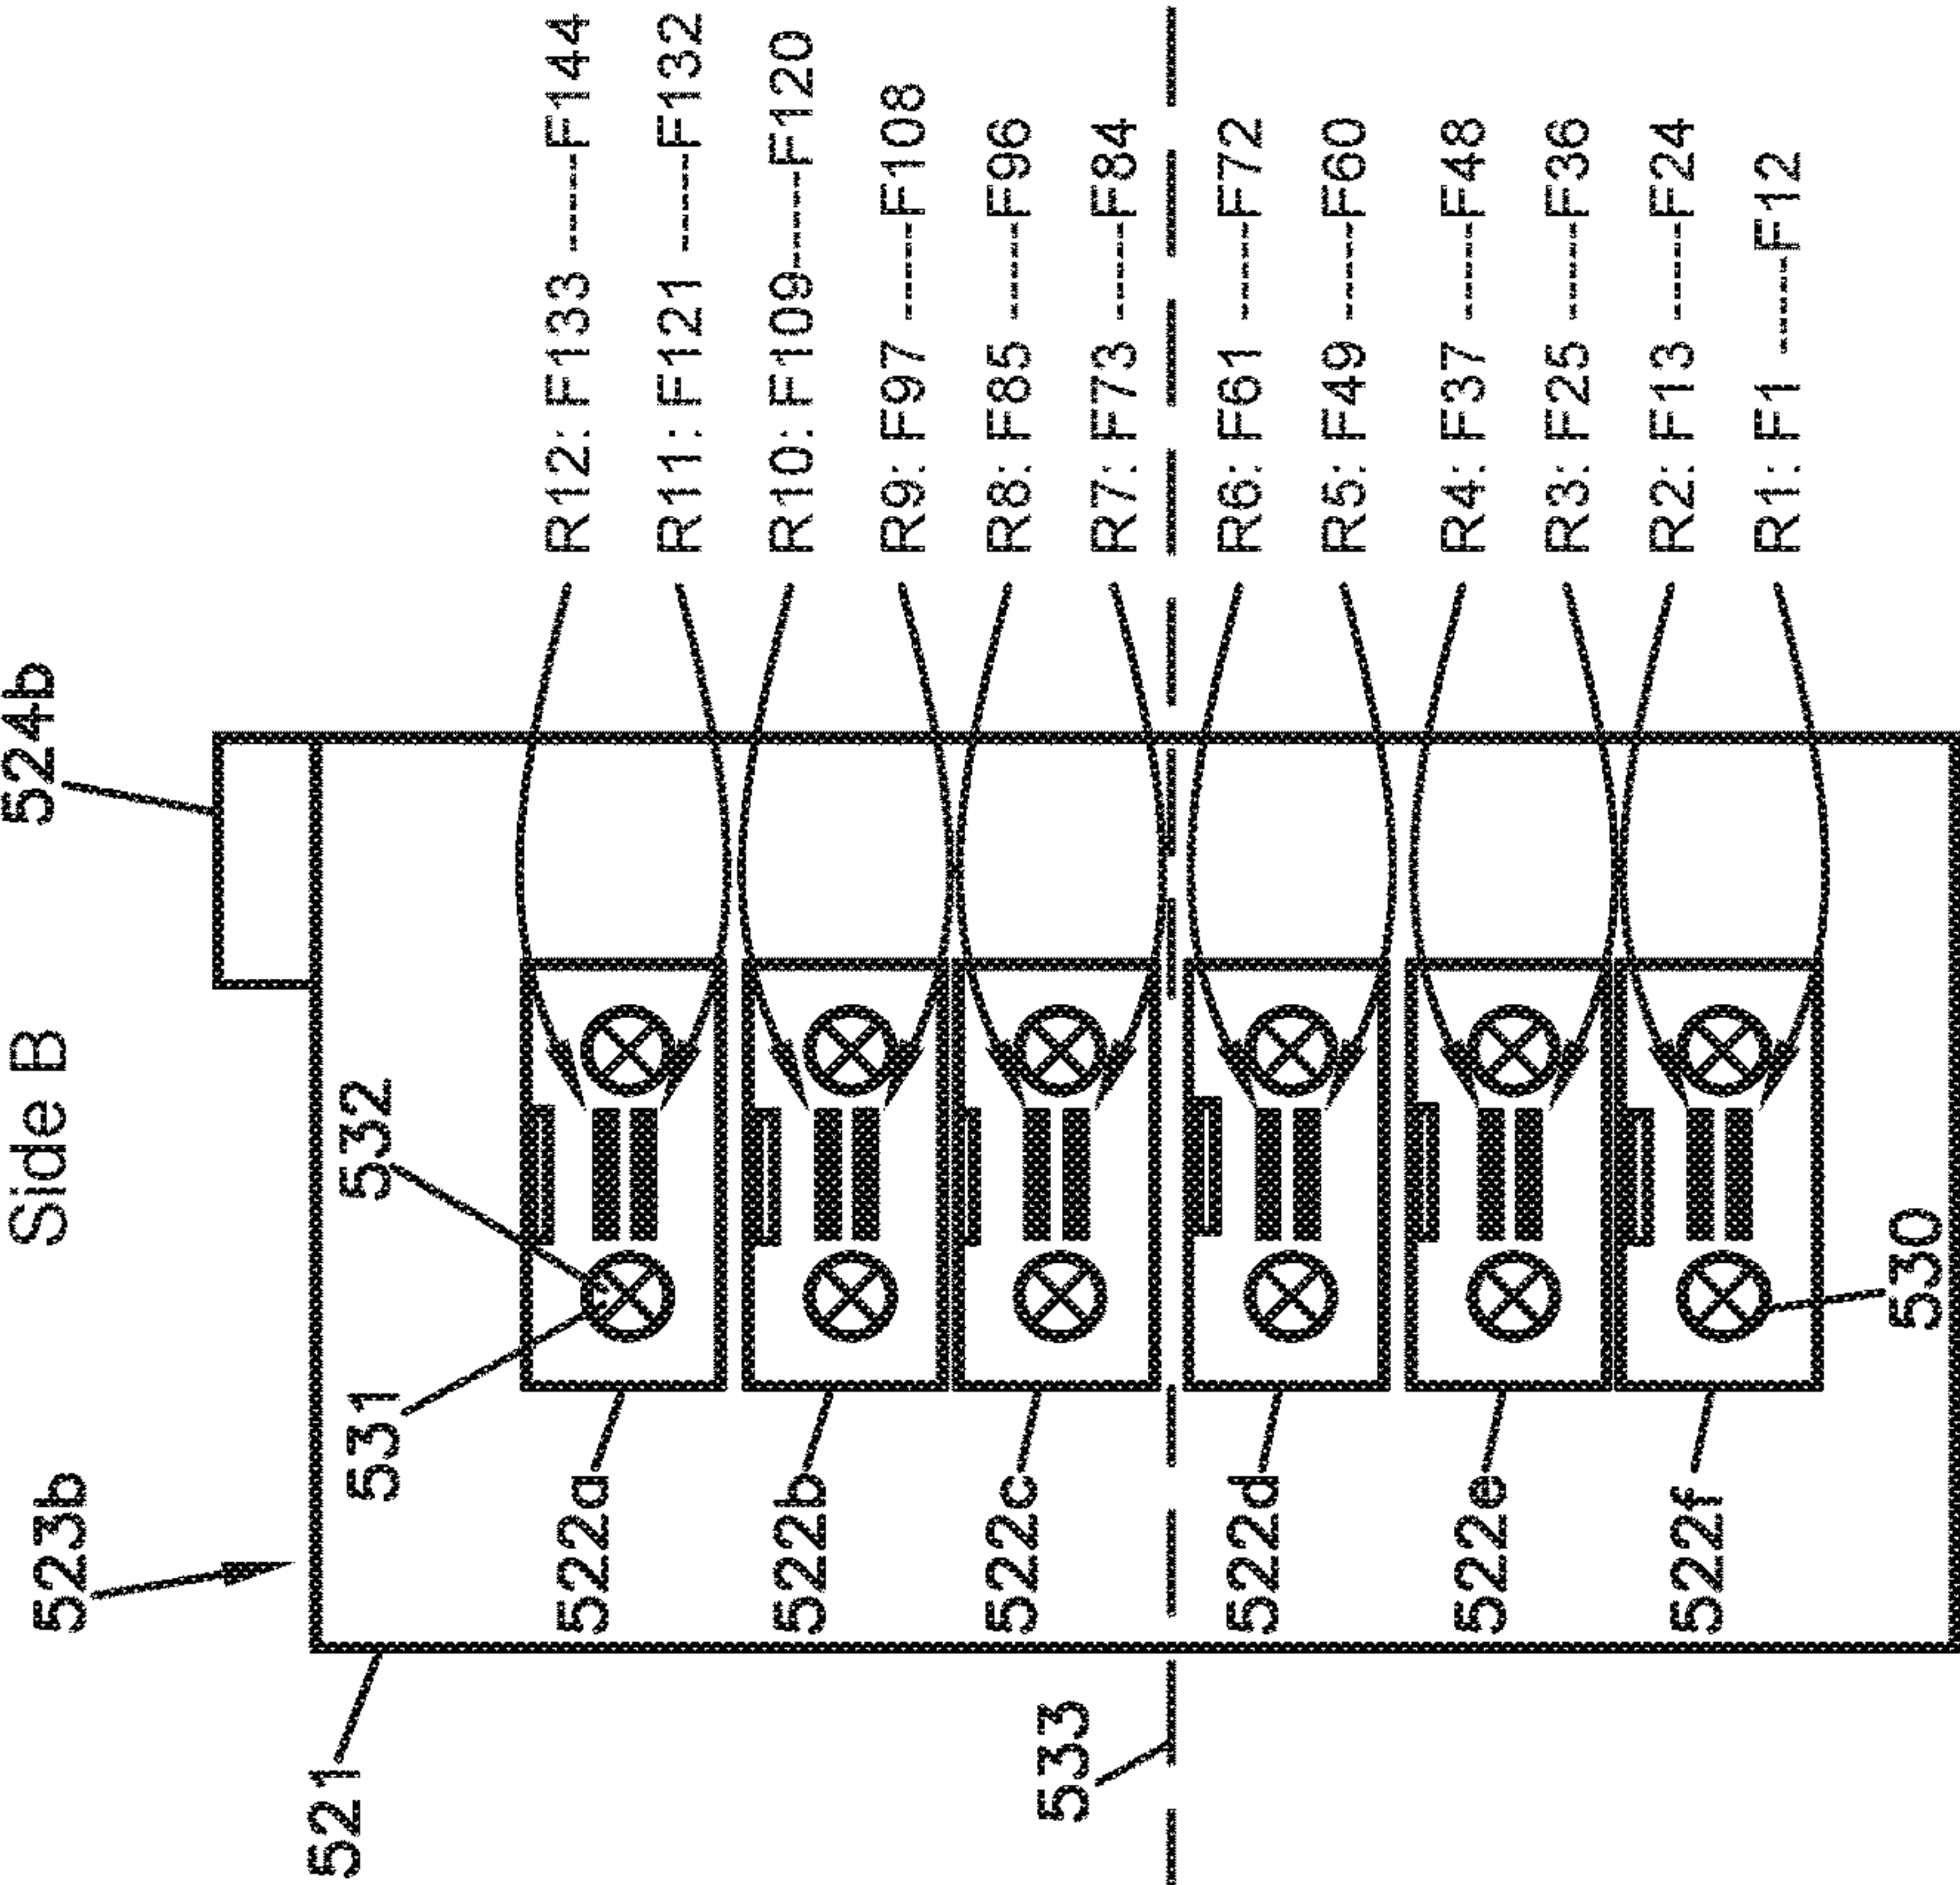 Side B
523b
524b
521
531
532
522a
522b
522c
522d
522e
522f
530
533
R12: F133 ------F144
R11: F121 ------F132
R10: F109------F120
R9: F97 ------F108
R8: F85------F96
R7: F73 ------F84
R6: F61 ------F72
R5: F49 ------F60
R4: F37 ------F48
R3: F25------F36
R2: F13 ------F24
R1: F1 ------F12